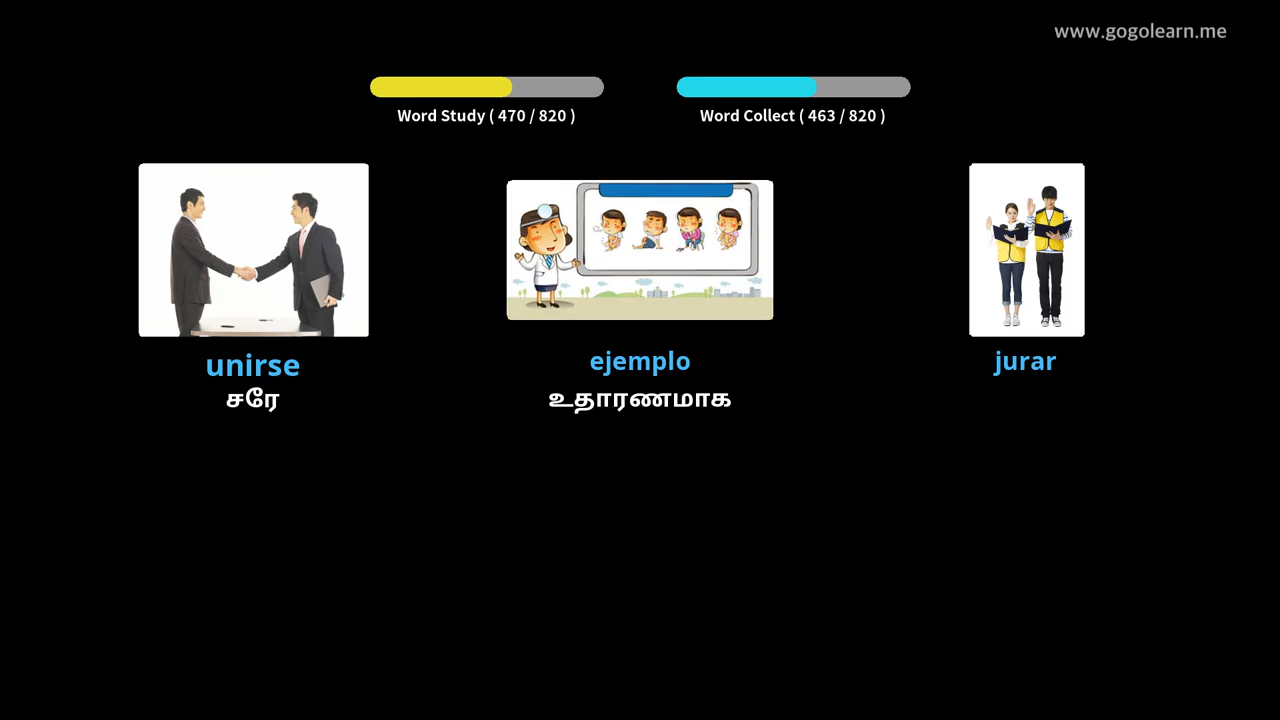 www.gogolearn.me
Word Study ( 470 / 820 )
Word Collect ( 463 / 820 )
unirse
சரே
ejemplo
உதாரணமாக
jurar